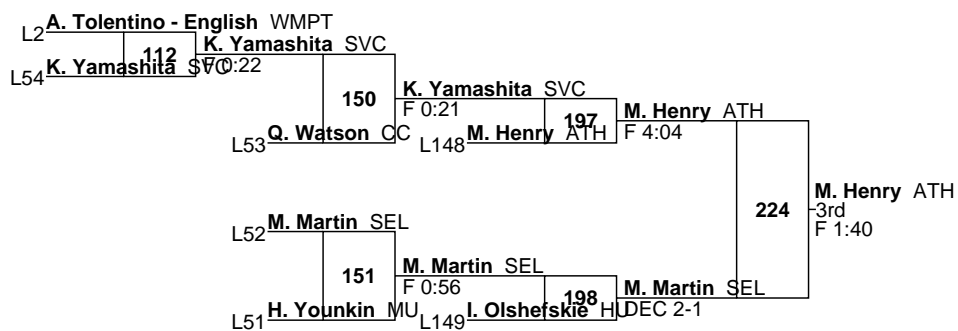 A. Tolentino - English WMPT
L2
112
K. Yamashita SVC
F 0:22
K. Yamashita SVC
L54
150
K. Yamashita SVC
F 0:21
Q. Watson CC
L53
197
M. Henry ATH
F 4:04
M. Henry ATH
L148
224
M. Henry ATH
3rd
F 1:40
M. Martin SEL
L52
151
M. Martin SEL
F 0:56
H. Younkin MU
L51
198
M. Martin SEL
DEC 2-1
I. Olshefskie HU
L149